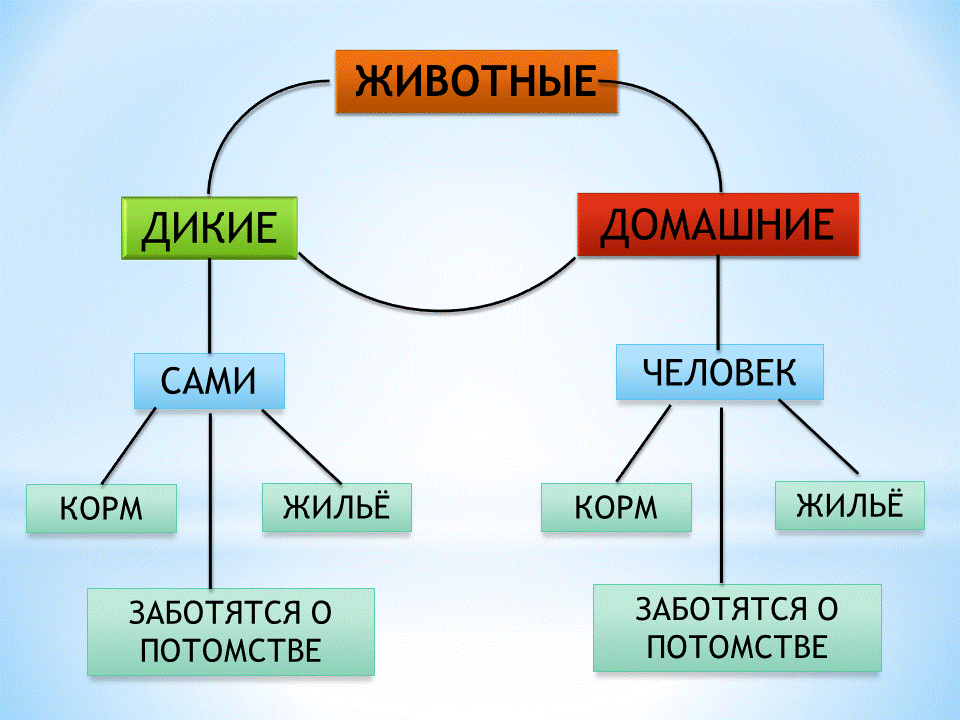 ЖИВОТНЫЕ
ДИКИЕ
ДОМАШНИЕ
САМИ
ЧЕЛОВЕК
КОРМ
ЖИЛЬЁ
КОРМ
ЖИЛЬЁ
ЗАБОТЯТСЯ О
ПОТОМСТВЕ
ЗАБОТЯТСЯ О
ПОТОМСТВЕ